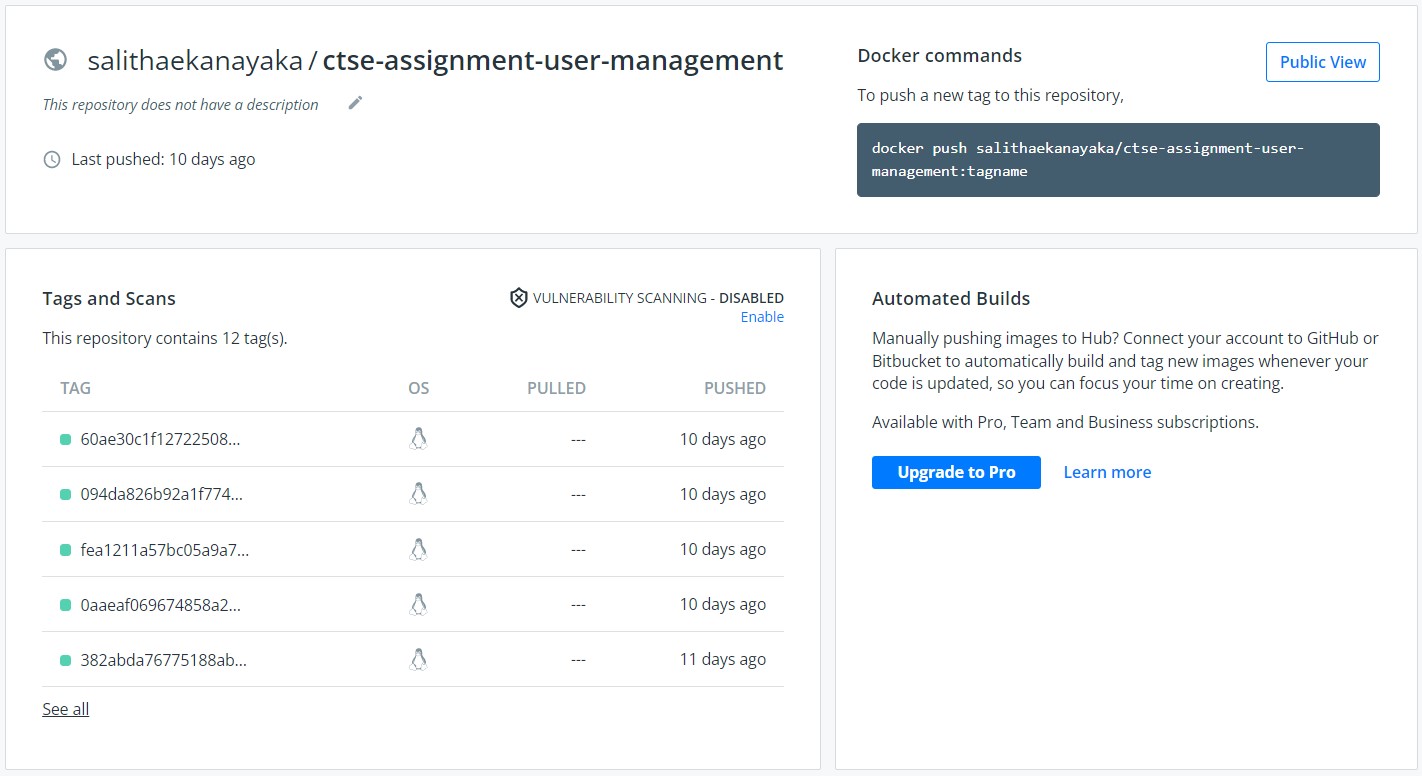 salithaekanayaka / ctse-assignment-user-management
This repository does not have a description
Last pushed: 10 days ago
Docker commands
Public View
To push a new tag to this repository,
docker push salithaekanayaka/ctse-assignment-user-
management:tagname
Tags and Scans
VULNERABILITY SCANNING - DISABLED
Enable
This repository contains 12 tag(s).
TAG OS PULLED PUSHED
60ae30c1f12722508... --- 10 days ago
094da826b92a1f774... --- 10 days ago
fea1211a57bc05a9a7... --- 10 days ago
0aaeaf069674858a2... --- 10 days ago
382abda76775188ab... --- 11 days ago
See all
Automated Builds
Manually pushing images to Hub? Connect your account to GitHub or
Bitbucket to automatically build and tag new images whenever your
code is updated, so you can focus your time on creating.
Available with Pro, Team and Business subscriptions.
Upgrade to Pro
Learn more